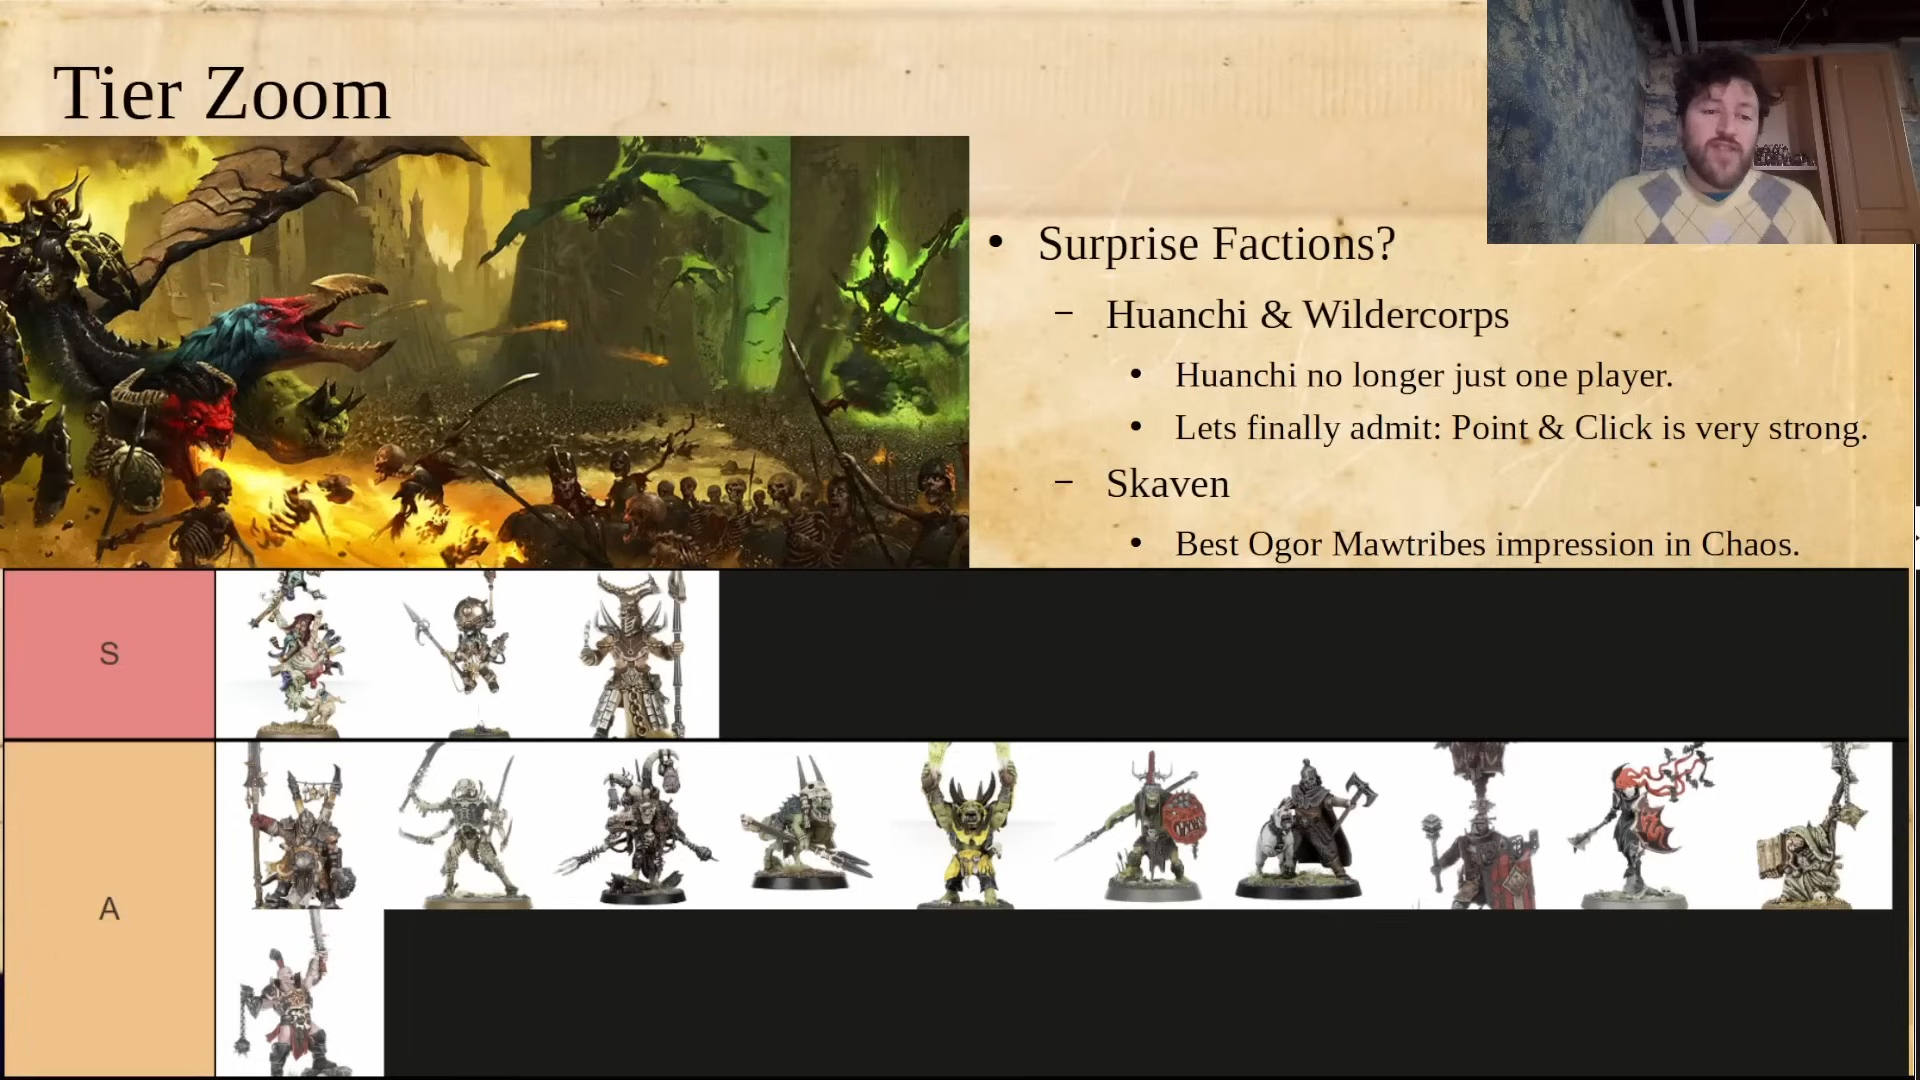 Tier Zoom
• Surprise Factions?
– Huanchi & Wildercorps
• Huanchi no longer just one player.
• Lets finally admit: Point & Click is very strong.
– Skaven
• Best Ogor Mawtribes impression in Chaos.
S
A